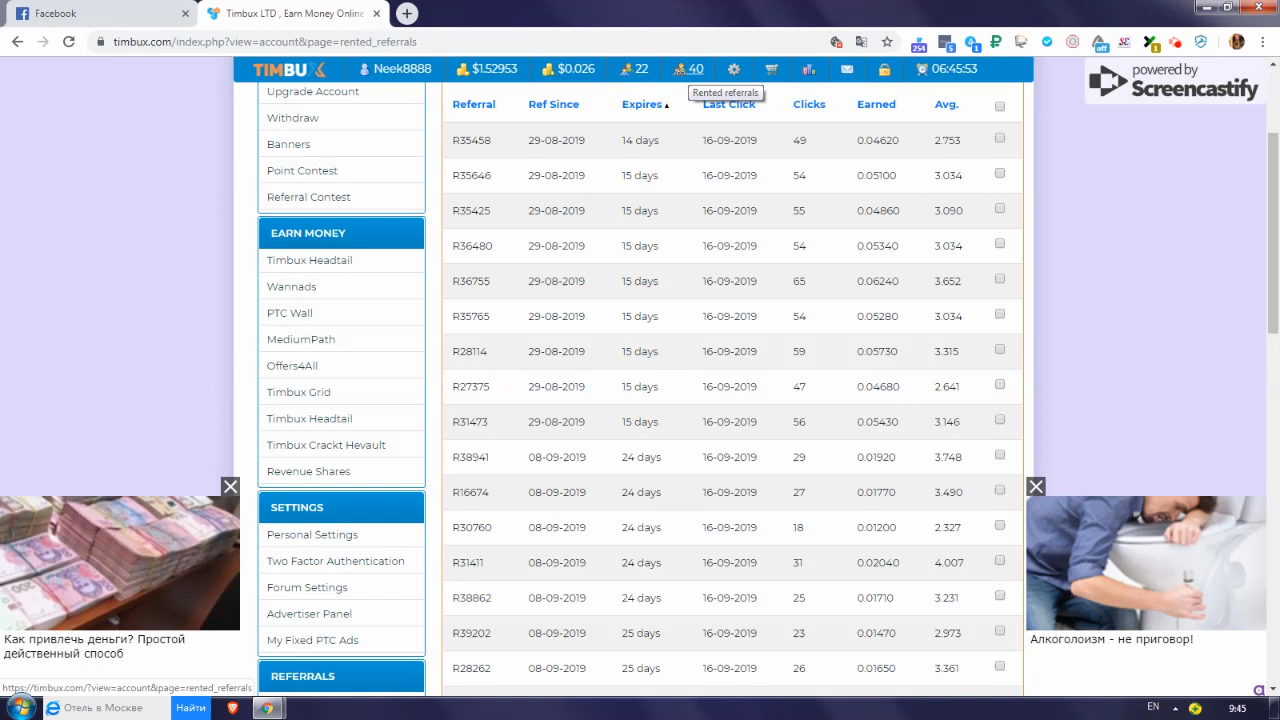 Facebook
Timbux LTD , Earn Money Online
timbux.com/index.php?view=account&page=rented_referrals
254
5
1
off
1
TIMBUX
Neek8888
$1.52953
$0.026
22
40
06:45:53
Rented referrals
powered by
Screencastify
Upgrade Account
Withdraw
Banners
Point Contest
Referral Contest
EARN MONEY
Timbux Headtail
Wannads
PTC Wall
MediumPath
Offers4All
Timbux Grid
Timbux Headtail
Timbux Crackt Hevault
Revenue Shares
SETTINGS
Personal Settings
Two Factor Authentication
Forum Settings
Advertiser Panel
My Fixed PTC Ads
REFERRALS
Referral Ref Since Expires Last Click Clicks Earned Avg.
R35458 29-08-2019 14 days 16-09-2019 49 0.04620 2.753
R35646 29-08-2019 15 days 16-09-2019 54 0.05100 3.034
R35425 29-08-2019 15 days 16-09-2019 55 0.04860 3.090
R36480 29-08-2019 15 days 16-09-2019 54 0.05340 3.034
R36755 29-08-2019 15 days 16-09-2019 65 0.06240 3.652
R35765 29-08-2019 15 days 16-09-2019 54 0.05280 3.034
R28114 29-08-2019 15 days 16-09-2019 59 0.05730 3.315
R27375 29-08-2019 15 days 16-09-2019 47 0.04680 2.641
R31473 29-08-2019 15 days 16-09-2019 56 0.05430 3.146
R38941 08-09-2019 24 days 16-09-2019 29 0.01920 3.748
R16674 08-09-2019 24 days 16-09-2019 27 0.01770 3.490
R30760 08-09-2019 24 days 16-09-2019 18 0.01200 2.327
R31411 08-09-2019 24 days 16-09-2019 31 0.02040 4.007
R38862 08-09-2019 24 days 16-09-2019 25 0.01710 3.231
R39202 08-09-2019 25 days 16-09-2019 23 0.01470 2.973
R28262 08-09-2019 25 days 16-09-2019 26 0.01650 3.361
Как привлечь деньги? Простой
действенный способ
Алкоголоизм - не приговор!
https://timbux.com/?view=account&page=rented_referrals
Отель в Москве
Найти
EN
9:45